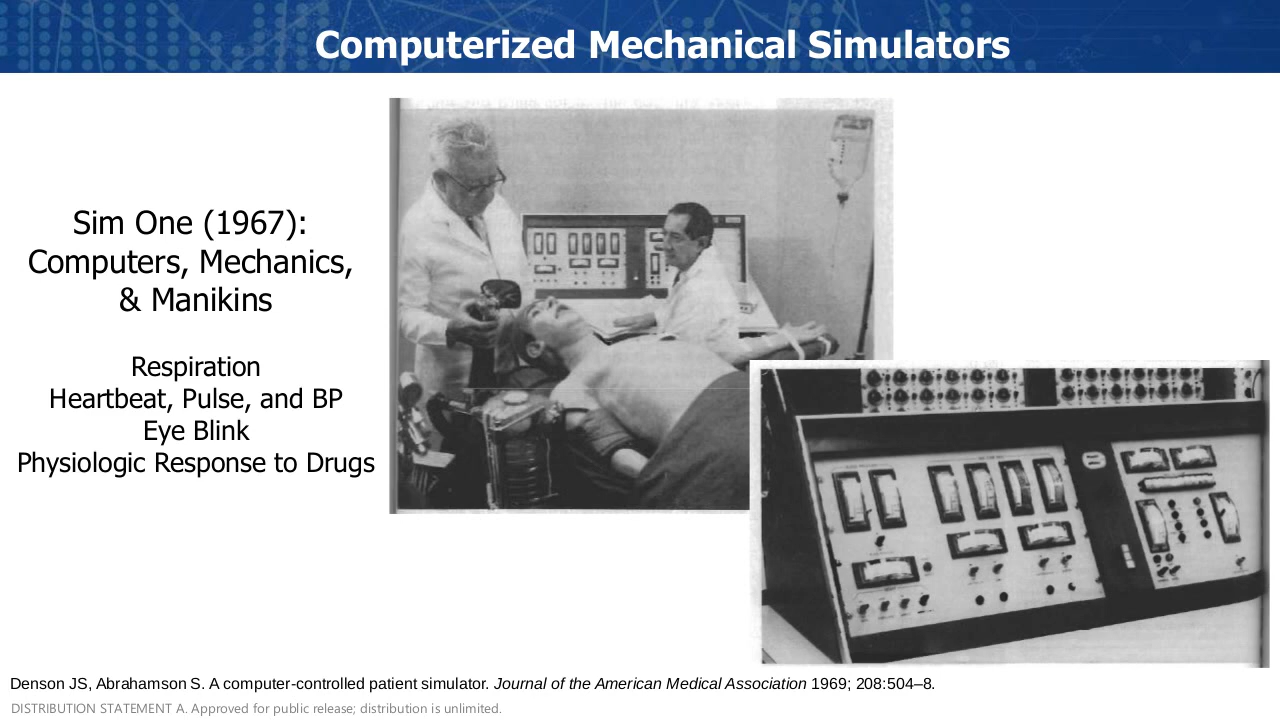 Computerized Mechanical Simulators
Sim One (1967):
Computers, Mechanics,
& Manikins
Respiration
Heartbeat, Pulse, and BP
Eye Blink
Physiologic Response to Drugs
Denson JS, Abrahamson S. A computer-controlled patient simulator. Journal of the American Medical Association 1969; 208:504–8.
DISTRIBUTION STATEMENT A. Approved for public release; distribution is unlimited.